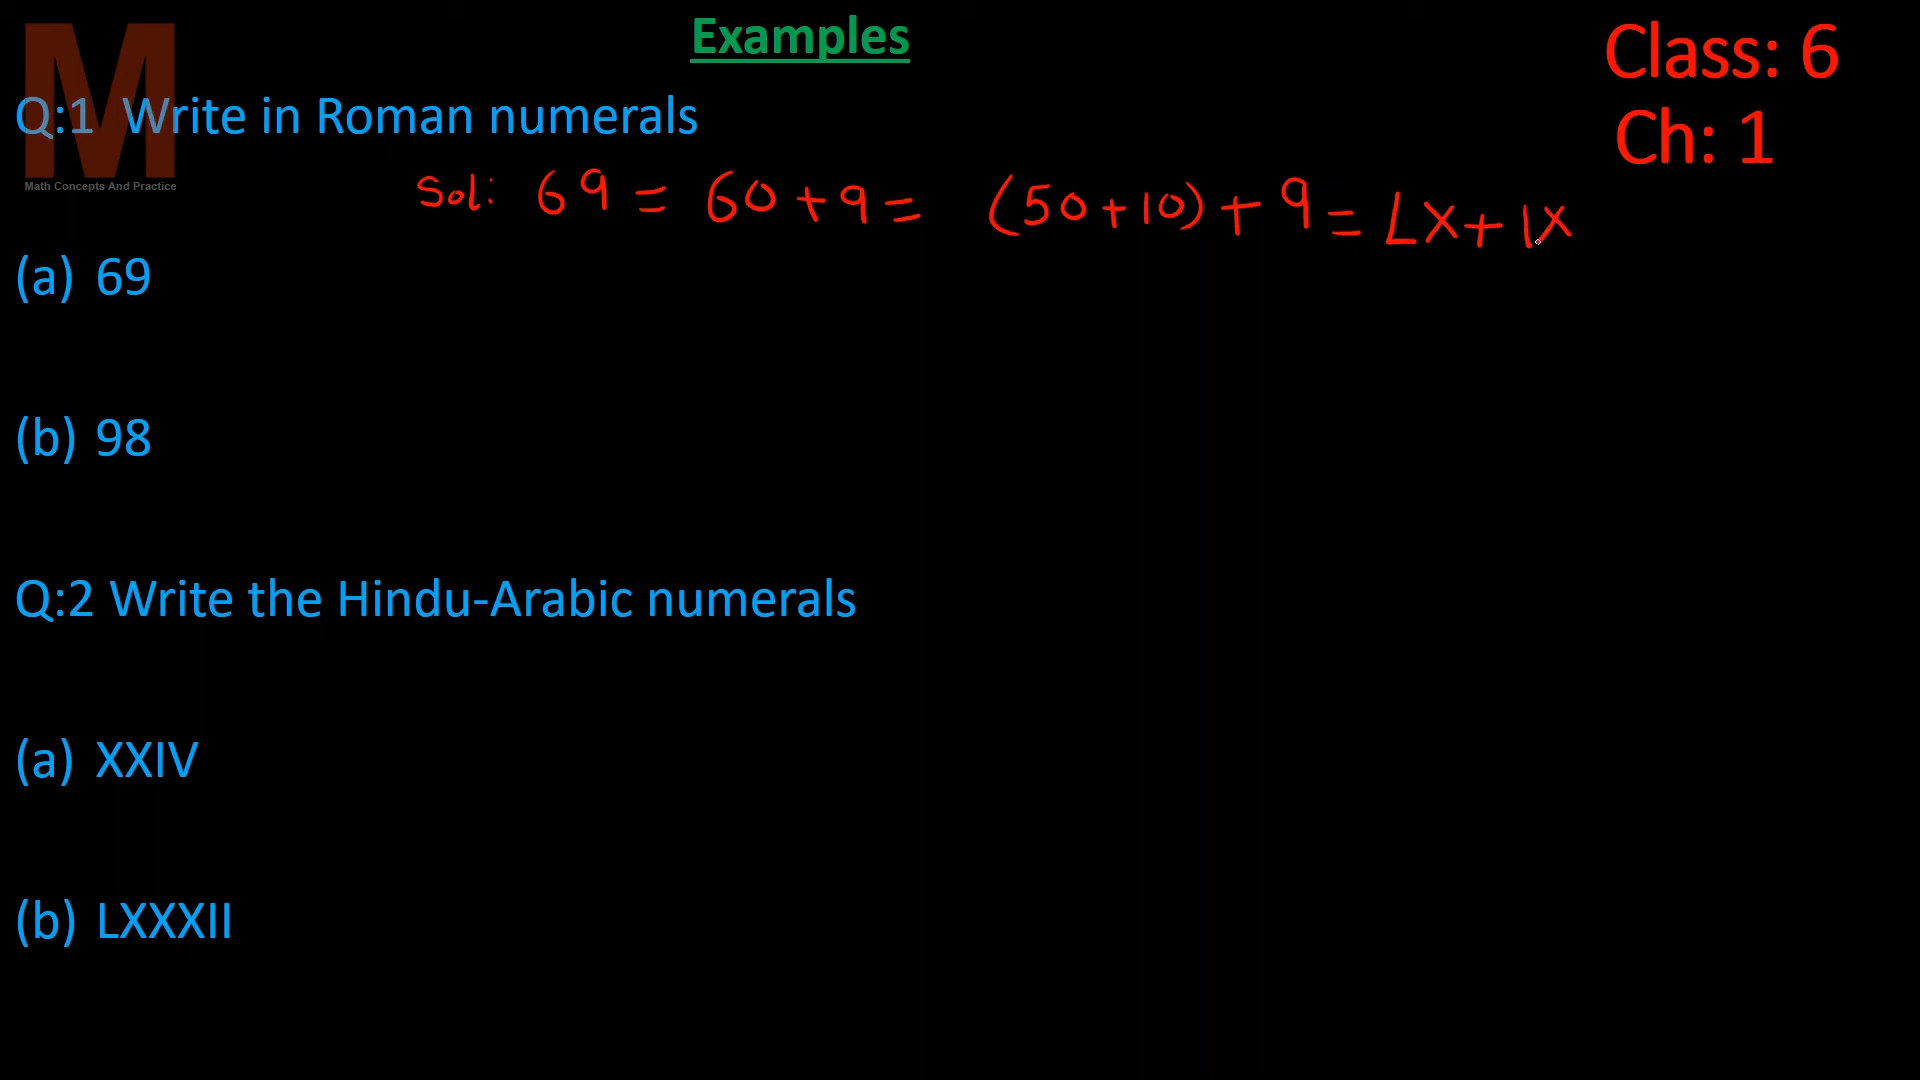 Examples
Class: 6
Ch: 1
M
Math Concepts And Practice
Q:1 Write in Roman numerals
Sol: 69 = 60 + 9 = (50 + 10) + 9 = LX + IX
(a) 69
(b) 98
Q:2 Write the Hindu-Arabic numerals
(a) XXIV
(b) LXXXII